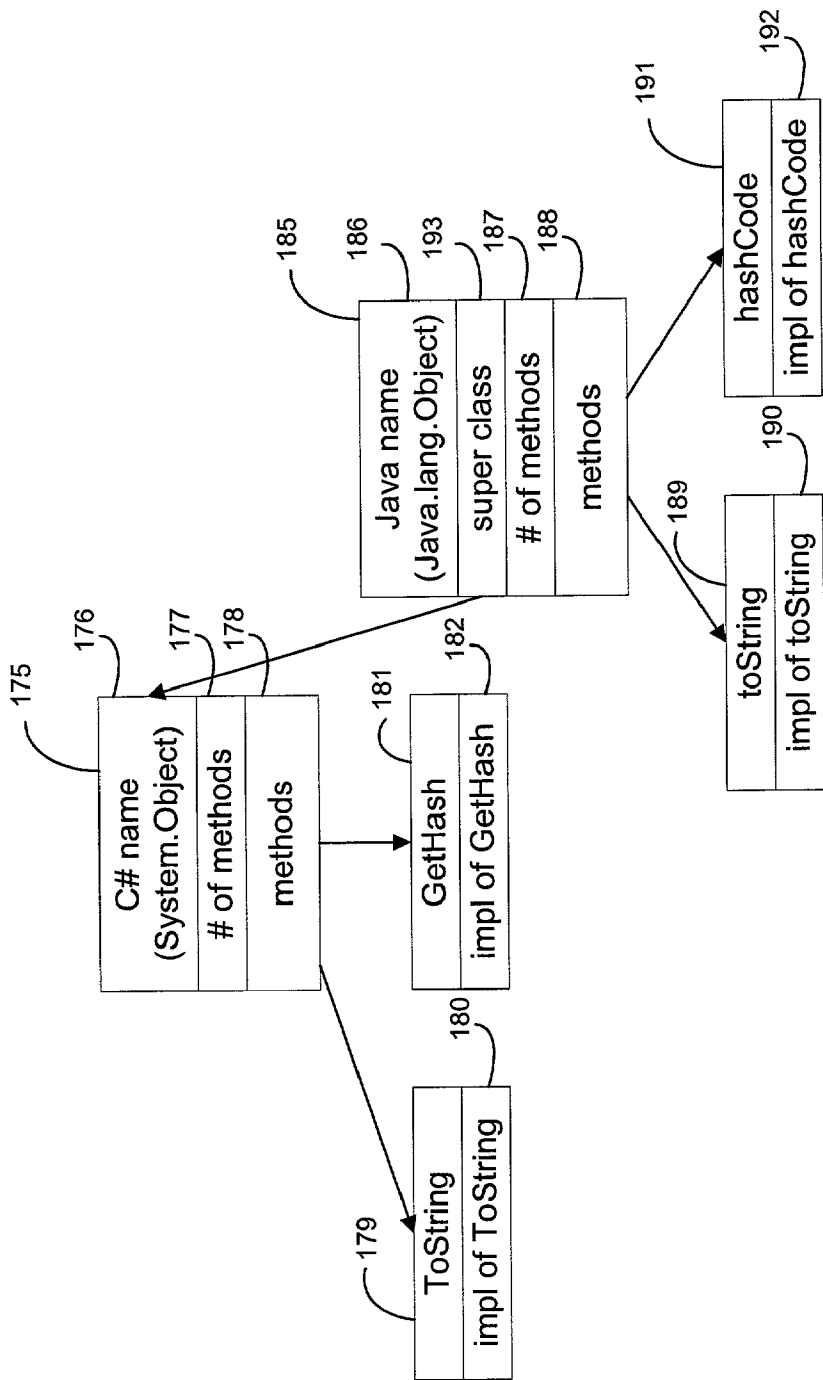 175
C# name
(System.Object)
176
# of methods
177
methods
178
ToString
179
impl of ToString
180
GetHash
181
impl of GetHash
182
185
Java name
(Java.lang.Object)
186
super class
193
# of methods
187
methods
188
189
toString
impl of toString
190
191
hashCode
impl of hashCode
192